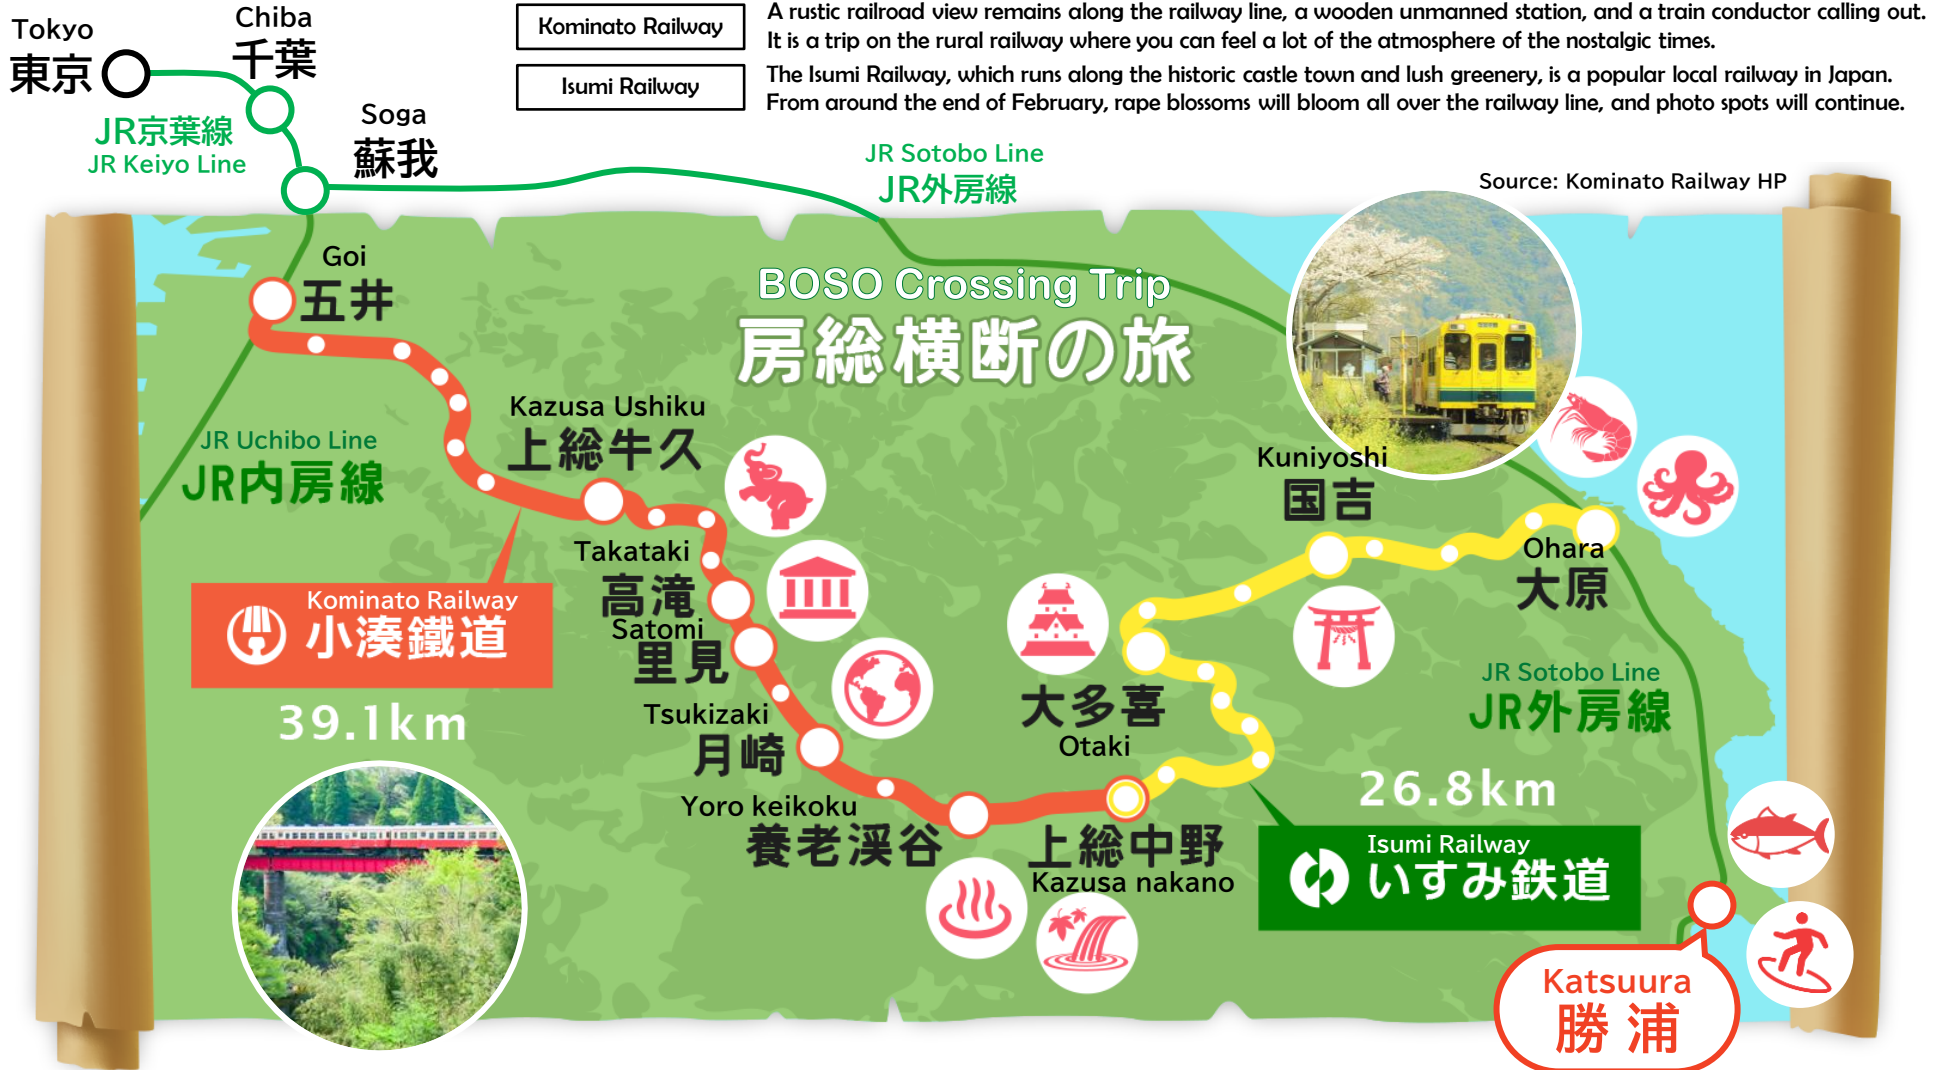 Tokyo
東京
Chiba
千葉
JR京葉線
JR Keiyo Line
Soga
蘇我
Kominato Railway
A rustic railroad view remains along the railway line, a wooden unmanned station, and a train conductor calling out.
It is a trip on the rural railway where you can feel a lot of the atmosphere of the nostalgic times.
Isumi Railway
The Isumi Railway, which runs along the historic castle town and lush greenery, is a popular local railway in Japan.
From around the end of February, rape blossoms will bloom all over the railway line, and photo spots will continue.
JR Sotobo Line
JR外房線
Source: Kominato Railway HP
Goi
五井
BOSO Crossing Trip
房総横断の旅
JR Uchibo Line
JR内房線
Kazusa Ushiku
上総牛久
Kuniyoshi
国吉
Takataki
高滝
Satomi
里見
Ohara
大原
Kominato Railway
小湊鐵道
39.1km
Tsukizaki
月崎
大多喜
Otaki
JR Sotobo Line
JR外房線
Yoro keikoku
養老渓谷
上総中野
Kazusa nakano
26.8km
Isumi Railway
いすみ鉄道
Katsuura
勝浦